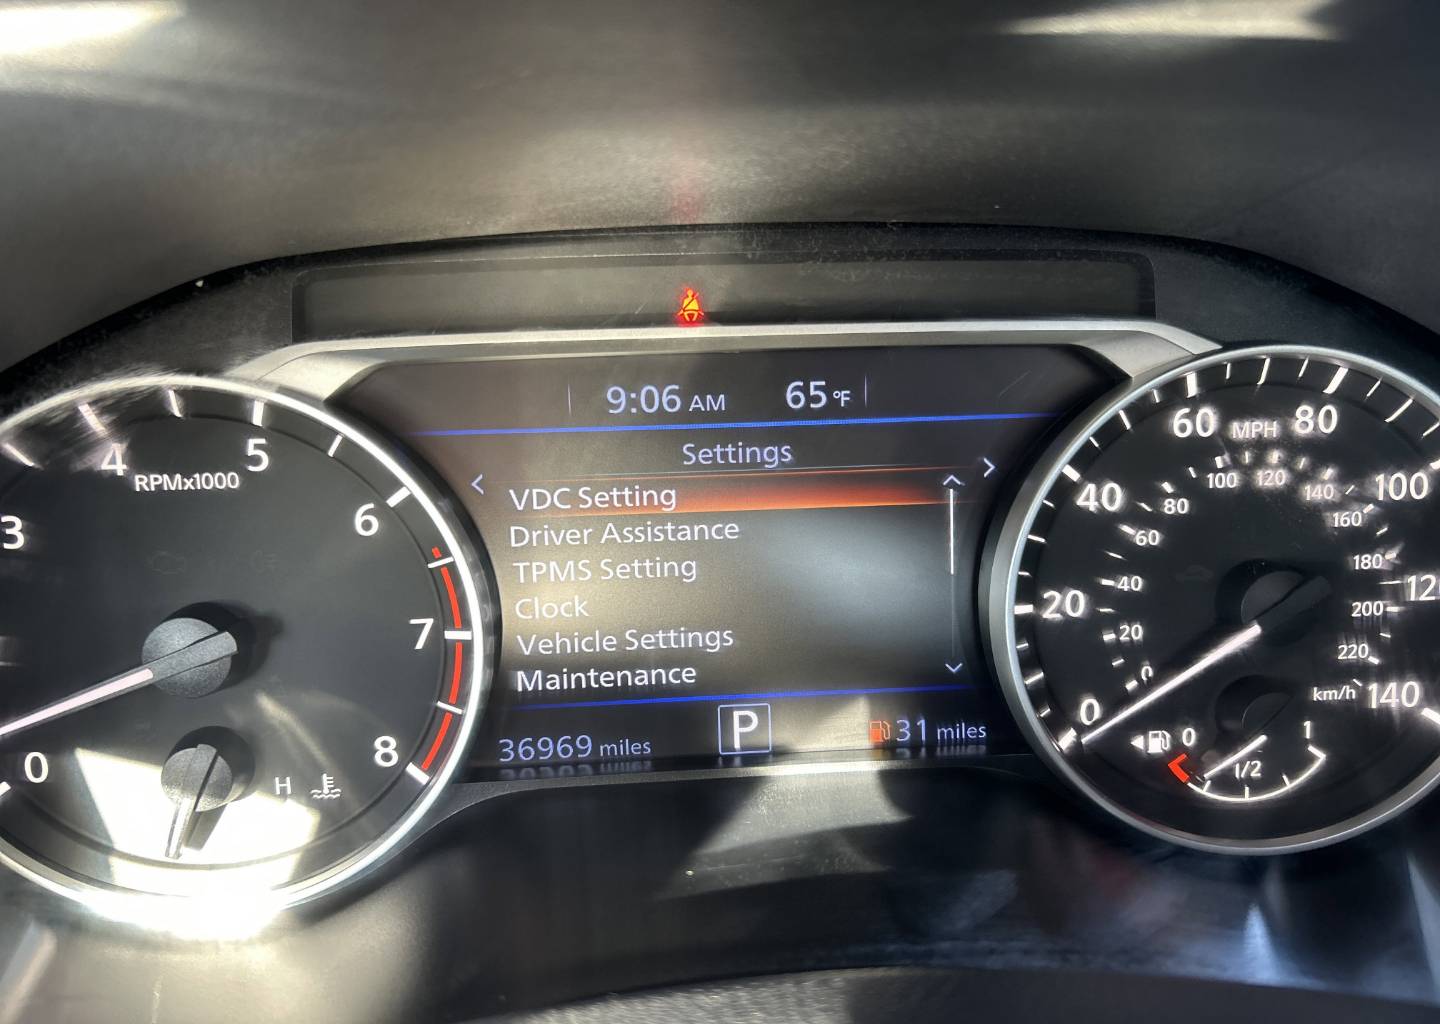 9:06 AM 65°F
Settings
VDC Setting
Driver Assistance
TPMS Setting
Clock
Vehicle Settings
Maintenance
36969 miles P 31 miles
0 3 4 5 6 7 8
RPMx1000
H
0 20 40 60 80 100 120 140
MPH
0 20 40 60 80 100 120 140 160 180 200 220
km/h
0 1/2 1